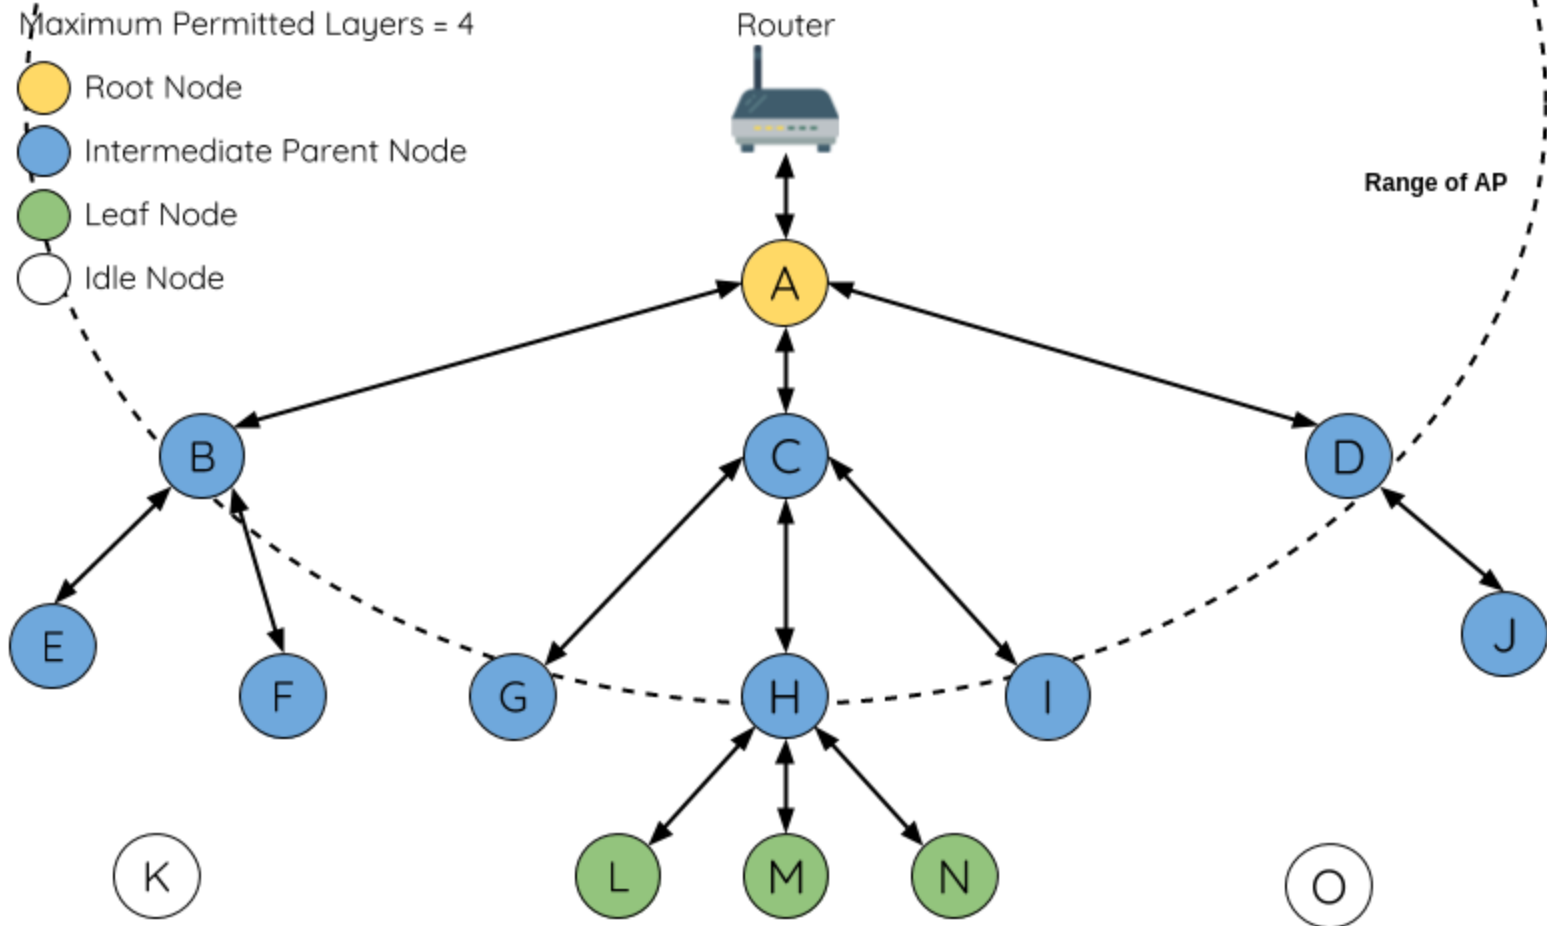 Maximum Permitted Layers = 4
Router
Root Node
Intermediate Parent Node
Range of AP
Leaf Node
Idle Node
A
B
C
D
E
F
G
H
I
J
K
L
M
N
O